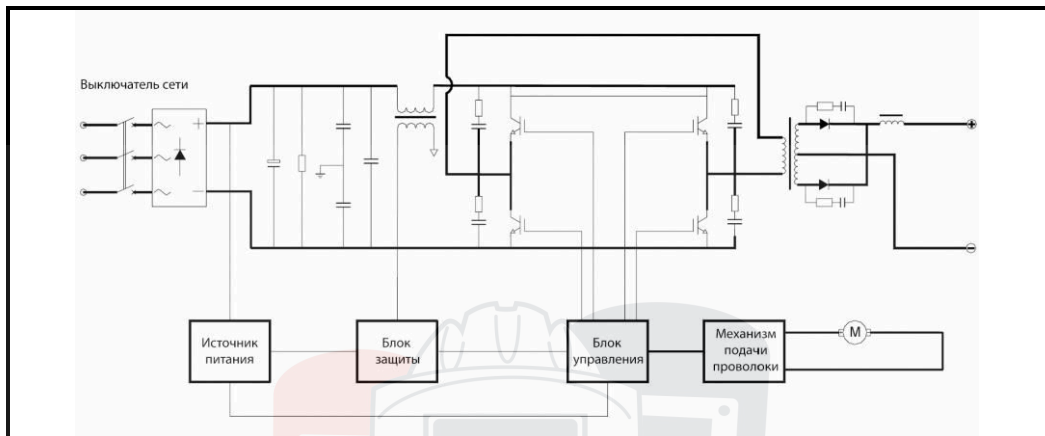 Выключатель сети
+
−
+
−
Источник
питания
Блок
защиты
Блок
управления
Механизм
подачи
проволоки
M